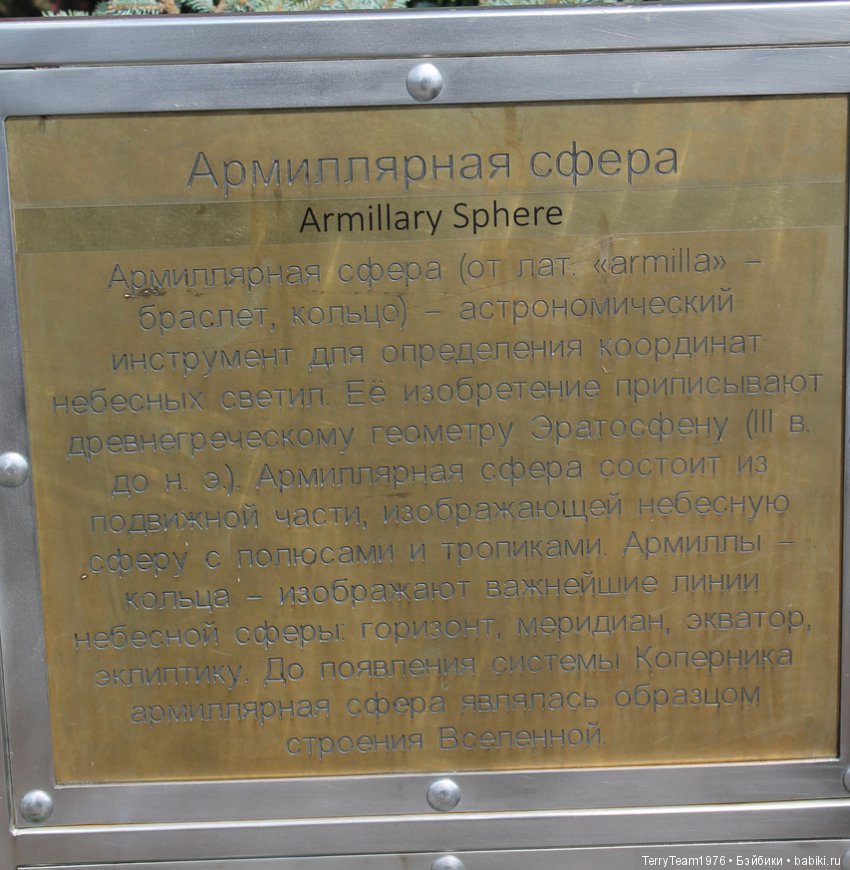 Армиллярная сфера
Armillary Sphere
Армиллярная сфера (от лат. «armilla» –
браслет, кольцо) – астрономический
инструмент для определения координат
небесных светил. Её изобретение приписывают
древнегреческому геометру Эратосфену (III в.
до н. э.). Армиллярная сфера состоит из
подвижной части, изображающей небесную
сферу с полюсами и тропиками. Армиллы –
кольца – изображают важнейшие линии
небесной сферы: горизонт, меридиан, экватор,
эклиптику. До появления системы Коперника
армиллярная сфера являлась образцом
строения Вселенной.
TerryTeam1976 • Бэйбики • babiki.ru